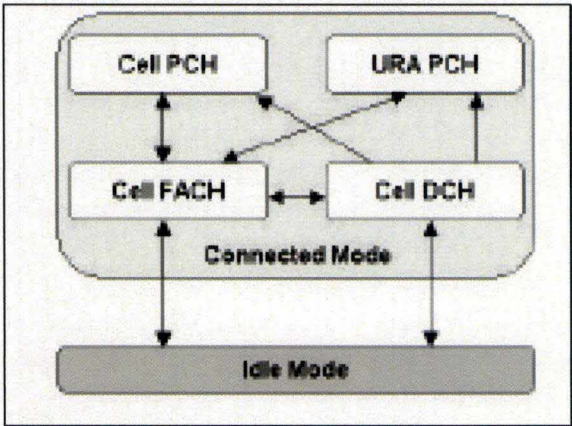 Cell PCH
URA PCH
Cell FACH
Cell DCH
Connected Mode
Idle Mode